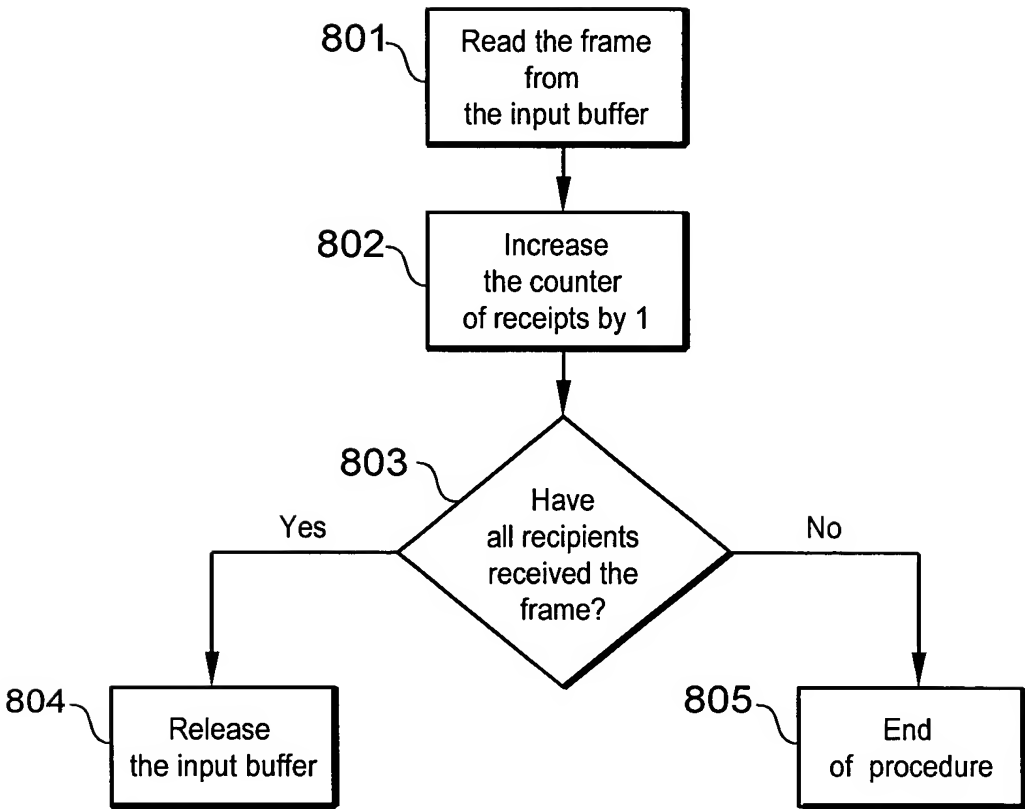 801
Read the frame
from
the input buffer
802
Increase
the counter
of receipts by 1
803
Have
all recipients
received the
frame?
Yes
No
804
Release
the input buffer
805
End
of procedure